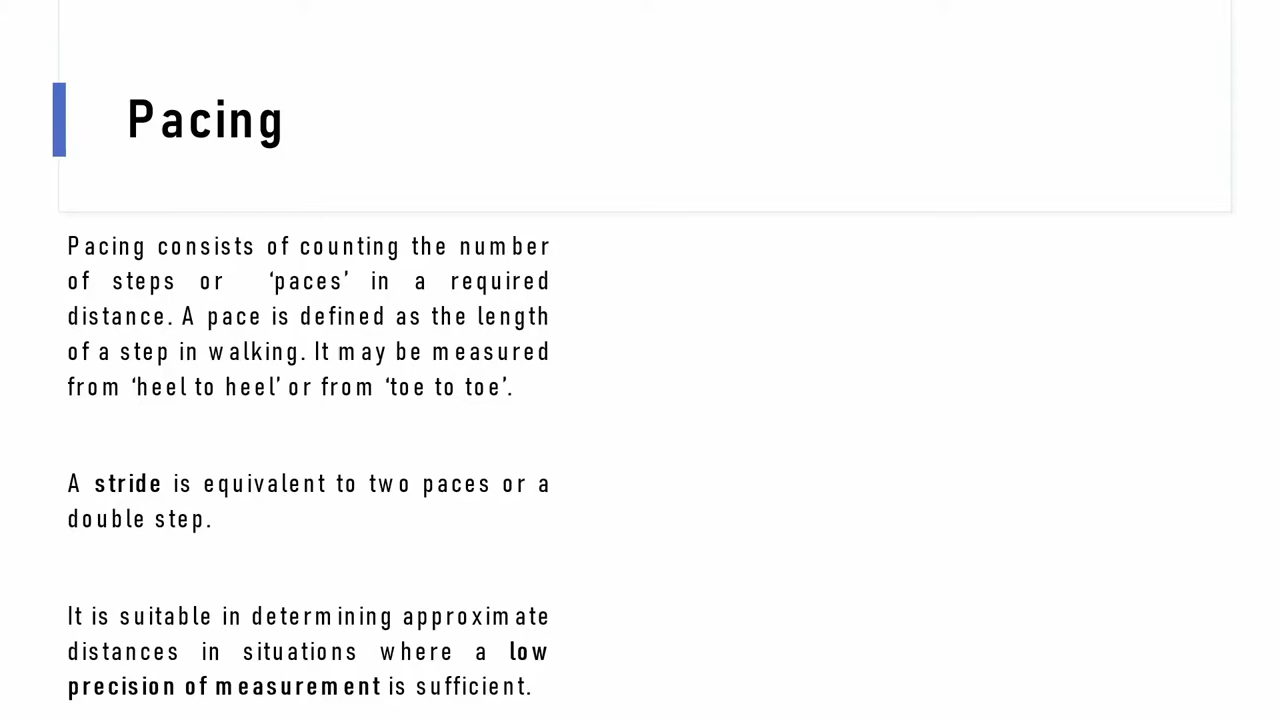 Pacing
Pacing consists of counting the number
of steps or ‘paces’ in a required
distance. A pace is defined as the length
of a step in walking. It may be measured
from ‘heel to heel’ or from ‘toe to toe’.
A stride is equivalent to two paces or a
double step.
It is suitable in determining approximate
distances in situations where a low
precision of measurement is sufficient.